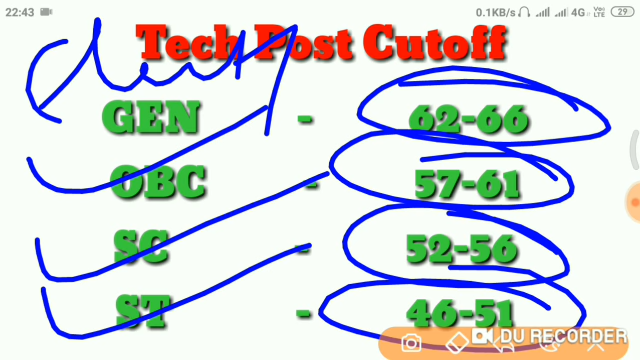 22:43 0.1KB/s 4G VoLTE 29
Tech Post Cutoff
GEN - 62-66
OBC - 57-61
SC - 52-56
ST - 46-51
DU RECORDER